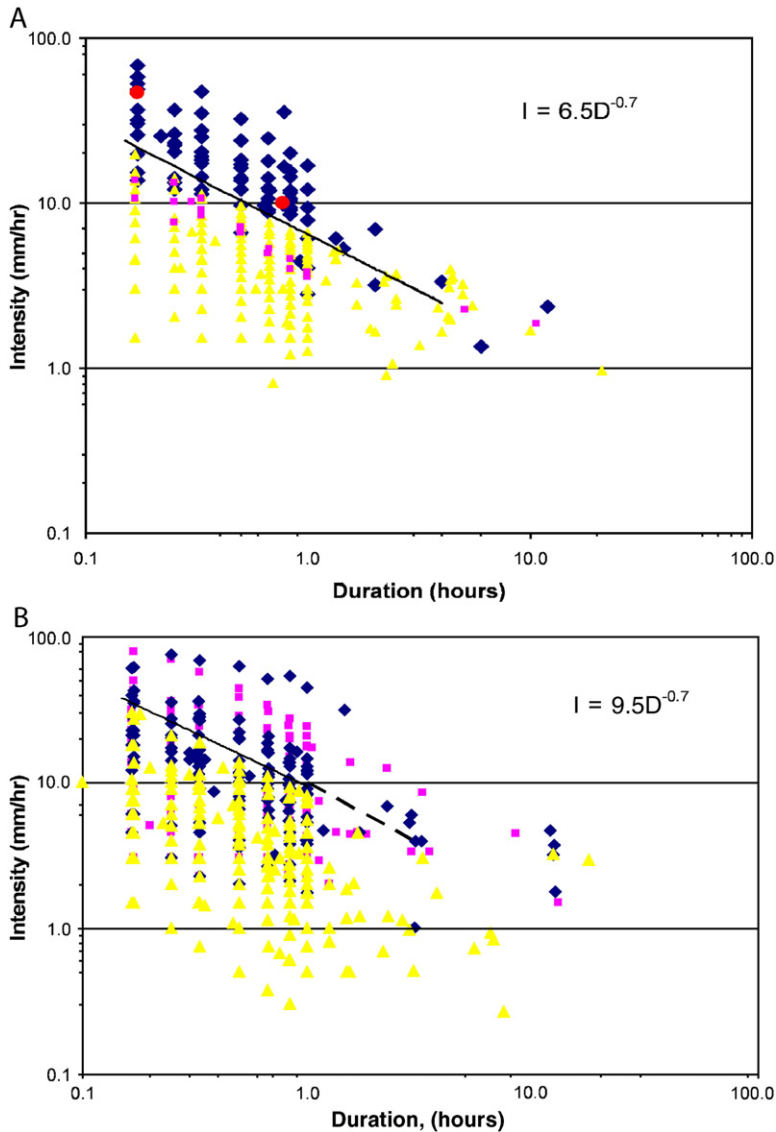 A
100.0
I = 6.5D-0.7
10.0
Intensity (mm/hr)
1.0
0.1
0.1 1.0 10.0 100.0
Duration (hours)
B
100.0
I = 9.5D-0.7
10.0
Intensity (mm/hr)
1.0
0.1
0.1 1.0 10.0 100.0
Duration, (hours)